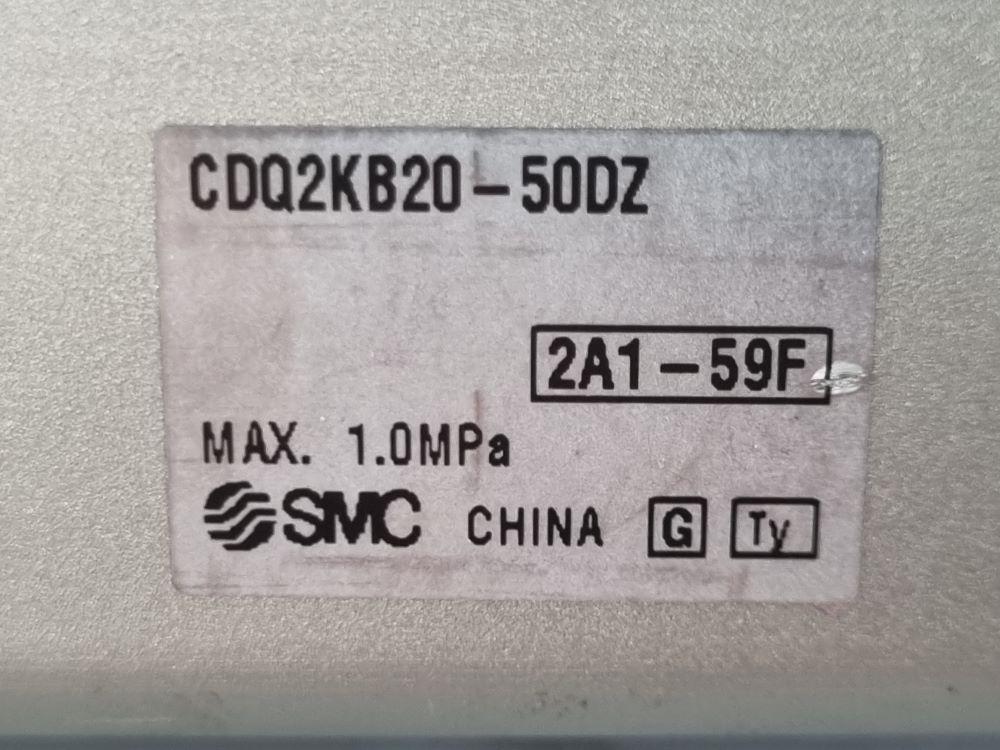 CDQ2KB20-50DZ
2A1-59F
MAX. 1.0MPa
SMC CHINA G Ty